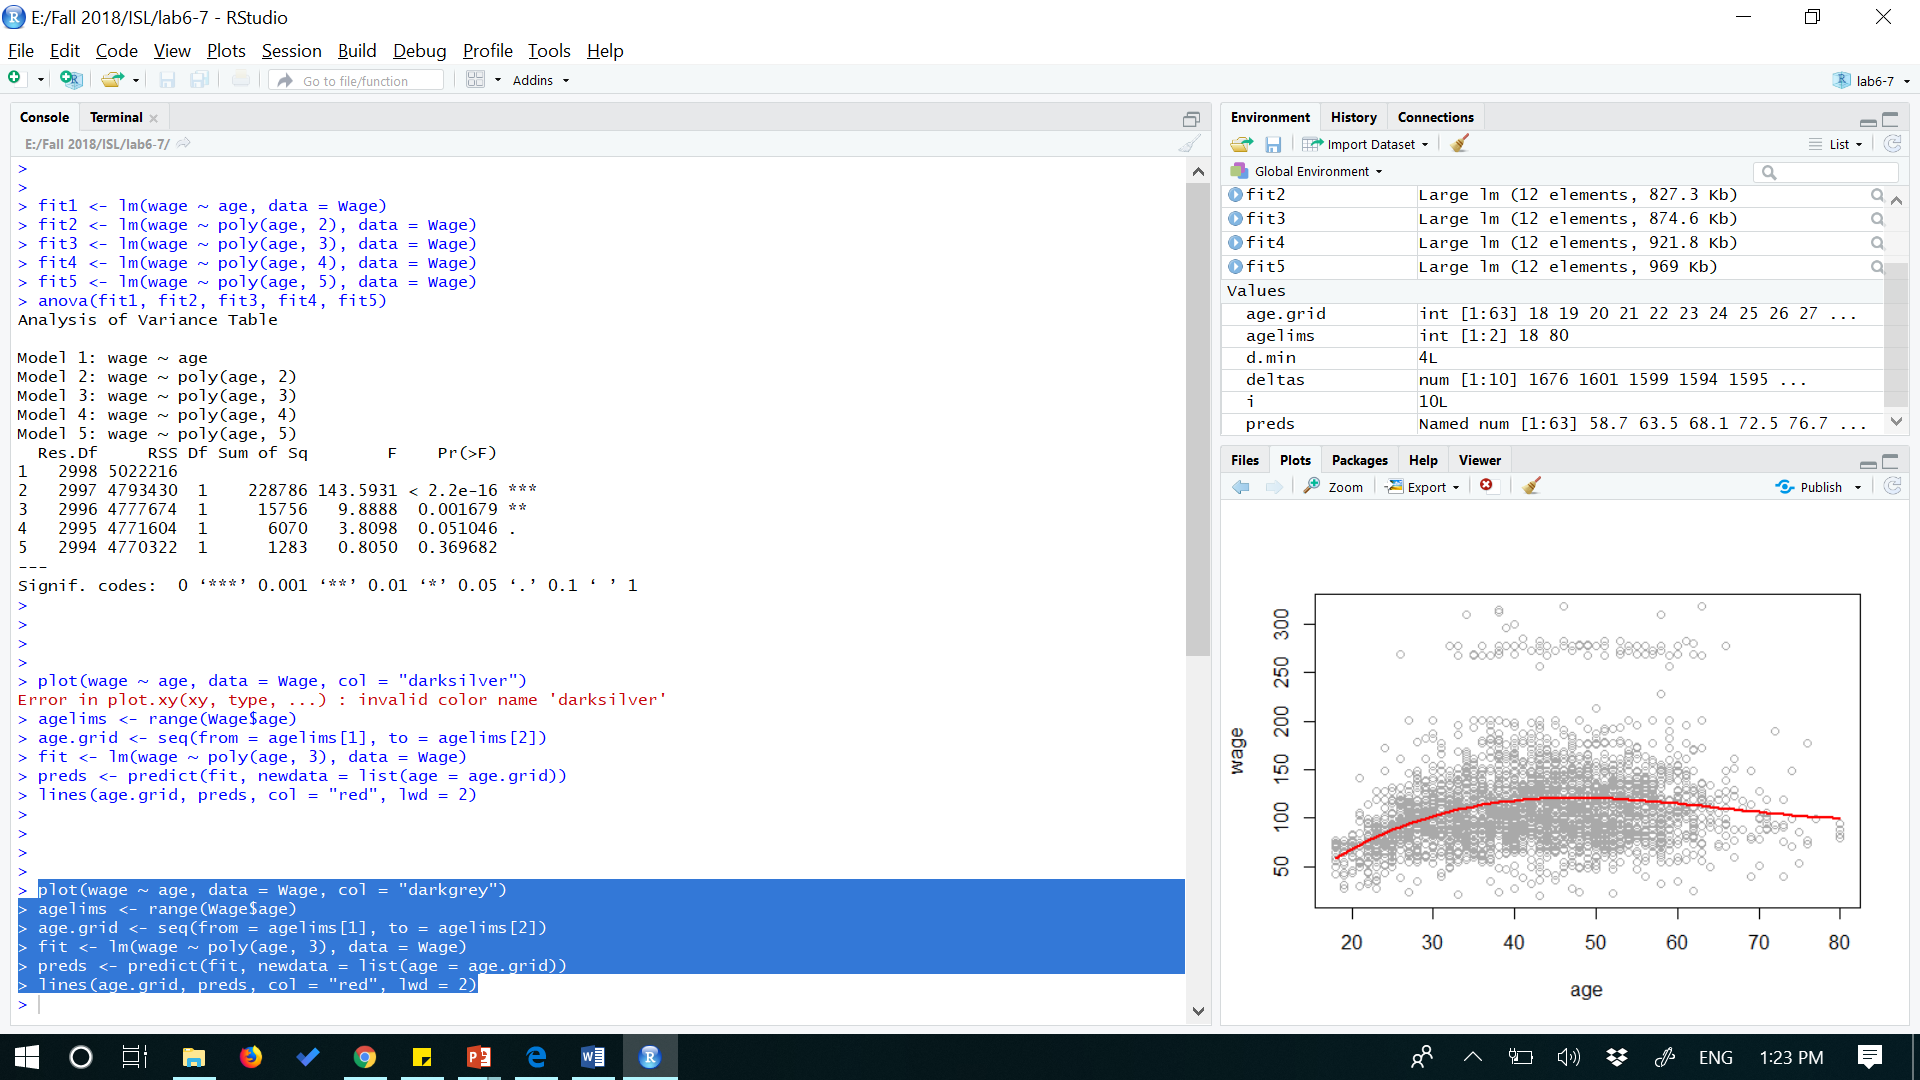 E:/Fall 2018/ISL/lab6-7 - RStudio
File Edit Code View Plots Session Build Debug Profile Tools Help
Go to file/function Addins lab6-7
Console Terminal
E:/Fall 2018/ISL/lab6-7/
>
>
> fit1 <- lm(wage ~ age, data = Wage)
> fit2 <- lm(wage ~ poly(age, 2), data = Wage)
> fit3 <- lm(wage ~ poly(age, 3), data = Wage)
> fit4 <- lm(wage ~ poly(age, 4), data = Wage)
> fit5 <- lm(wage ~ poly(age, 5), data = Wage)
> anova(fit1, fit2, fit3, fit4, fit5)
Analysis of Variance Table
Model 1: wage ~ age
Model 2: wage ~ poly(age, 2)
Model 3: wage ~ poly(age, 3)
Model 4: wage ~ poly(age, 4)
Model 5: wage ~ poly(age, 5)
Res.Df RSS Df Sum of Sq F Pr(>F)
1 2998 5022216
2 2997 4793430 1 228786 143.5931 < 2.2e-16 ***
3 2996 4777674 1 15756 9.8888 0.001679 **
4 2995 4771604 1 6070 3.8098 0.051046 .
5 2994 4770322 1 1283 0.8050 0.369682
---
Signif. codes: 0 ‘***’ 0.001 ‘**’ 0.01 ‘*’ 0.05 ‘.’ 0.1 ‘ ’ 1
>
>
>
>
> plot(wage ~ age, data = Wage, col = "darksilver")
Error in plot.xy(xy, type, ...) : invalid color name 'darksilver'
> agelims <- range(Wage$age)
> age.grid <- seq(from = agelims[1], to = agelims[2])
> fit <- lm(wage ~ poly(age, 3), data = Wage)
> preds <- predict(fit, newdata = list(age = age.grid))
> lines(age.grid, preds, col = "red", lwd = 2)
>
>
>
>
> plot(wage ~ age, data = Wage, col = "darkgrey")
> agelims <- range(Wage$age)
> age.grid <- seq(from = agelims[1], to = agelims[2])
> fit <- lm(wage ~ poly(age, 3), data = Wage)
> preds <- predict(fit, newdata = list(age = age.grid))
> lines(age.grid, preds, col = "red", lwd = 2)
>
Environment History Connections
Import Dataset List
Global Environment
fit2 Large lm (12 elements, 827.3 Kb)
fit3 Large lm (12 elements, 874.6 Kb)
fit4 Large lm (12 elements, 921.8 Kb)
fit5 Large lm (12 elements, 969 Kb)
Values
age.grid int [1:63] 18 19 20 21 22 23 24 25 26 27 ...
agelims int [1:2] 18 80
d.min 4L
deltas num [1:10] 1676 1601 1599 1594 1595 ...
i 10L
preds Named num [1:63] 58.7 63.5 68.1 72.5 76.7 ...
Files Plots Packages Help Viewer
Zoom Export Publish
300
250
200
150
100
50
wage
20 30 40 50 60 70 80
age
ENG 1:23 PM